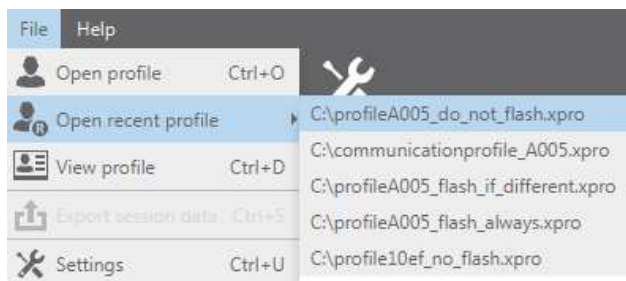 File Help
Open profile Ctrl+O
R Open recent profile
View profile Ctrl+D
Export session data Ctrl+S
Settings Ctrl+U
C:\profileA005_do_not_flash.xpro
C:\communicationprofile_A005.xpro
C:\profileA005_flash_if_different.xpro
C:\profileA005_flash_always.xpro
C:\profile10ef_no_flash.xpro